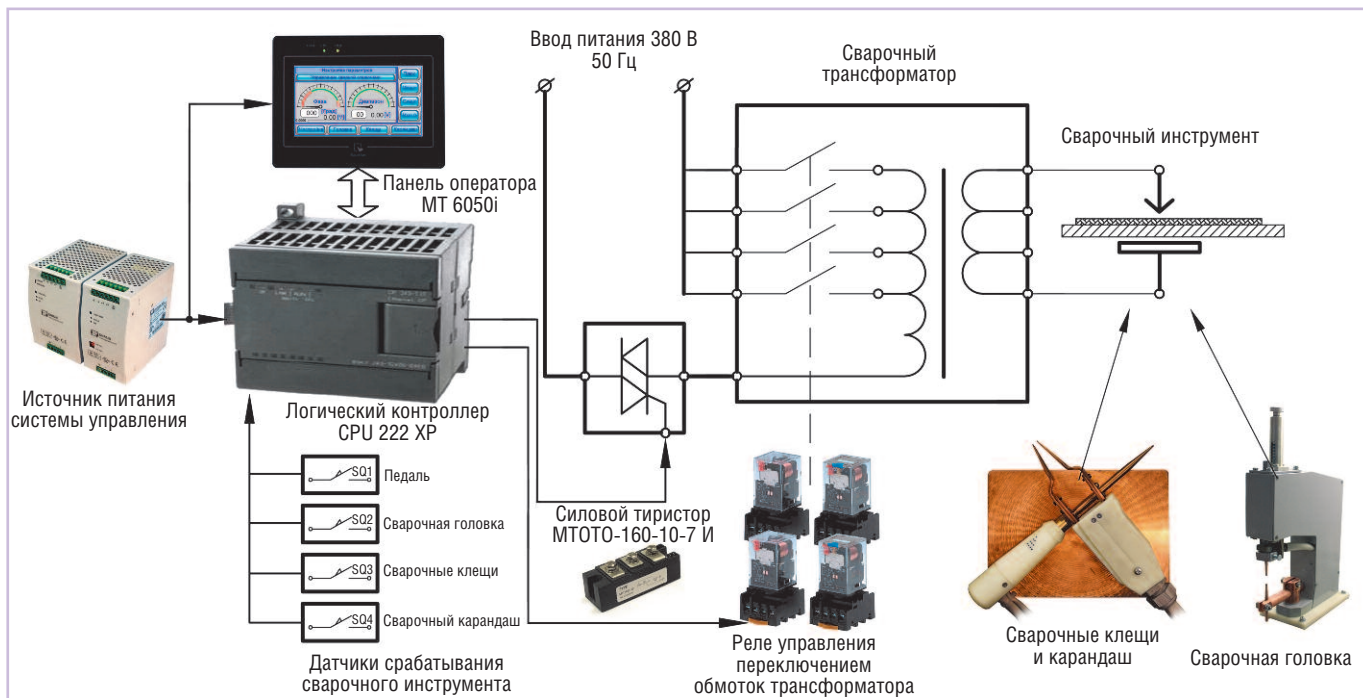 Ввод питания 380 В
50 Гц
Сварочный
трансформатор
Сварочный инструмент
Панель оператора
МТ 6050i
Источник питания
системы управления
Логический контроллер
CPU 222 XP
SQ1
Педаль
SQ2
Сварочная головка
SQ3
Сварочные клещи
SQ4
Сварочный карандаш
Датчики срабатывания
сварочного инструмента
Силовой тиристор
МТОТО-160-10-7 И
Реле управления
переключением
обмоток трансформатора
Сварочные клещи
и карандаш
Сварочная головка